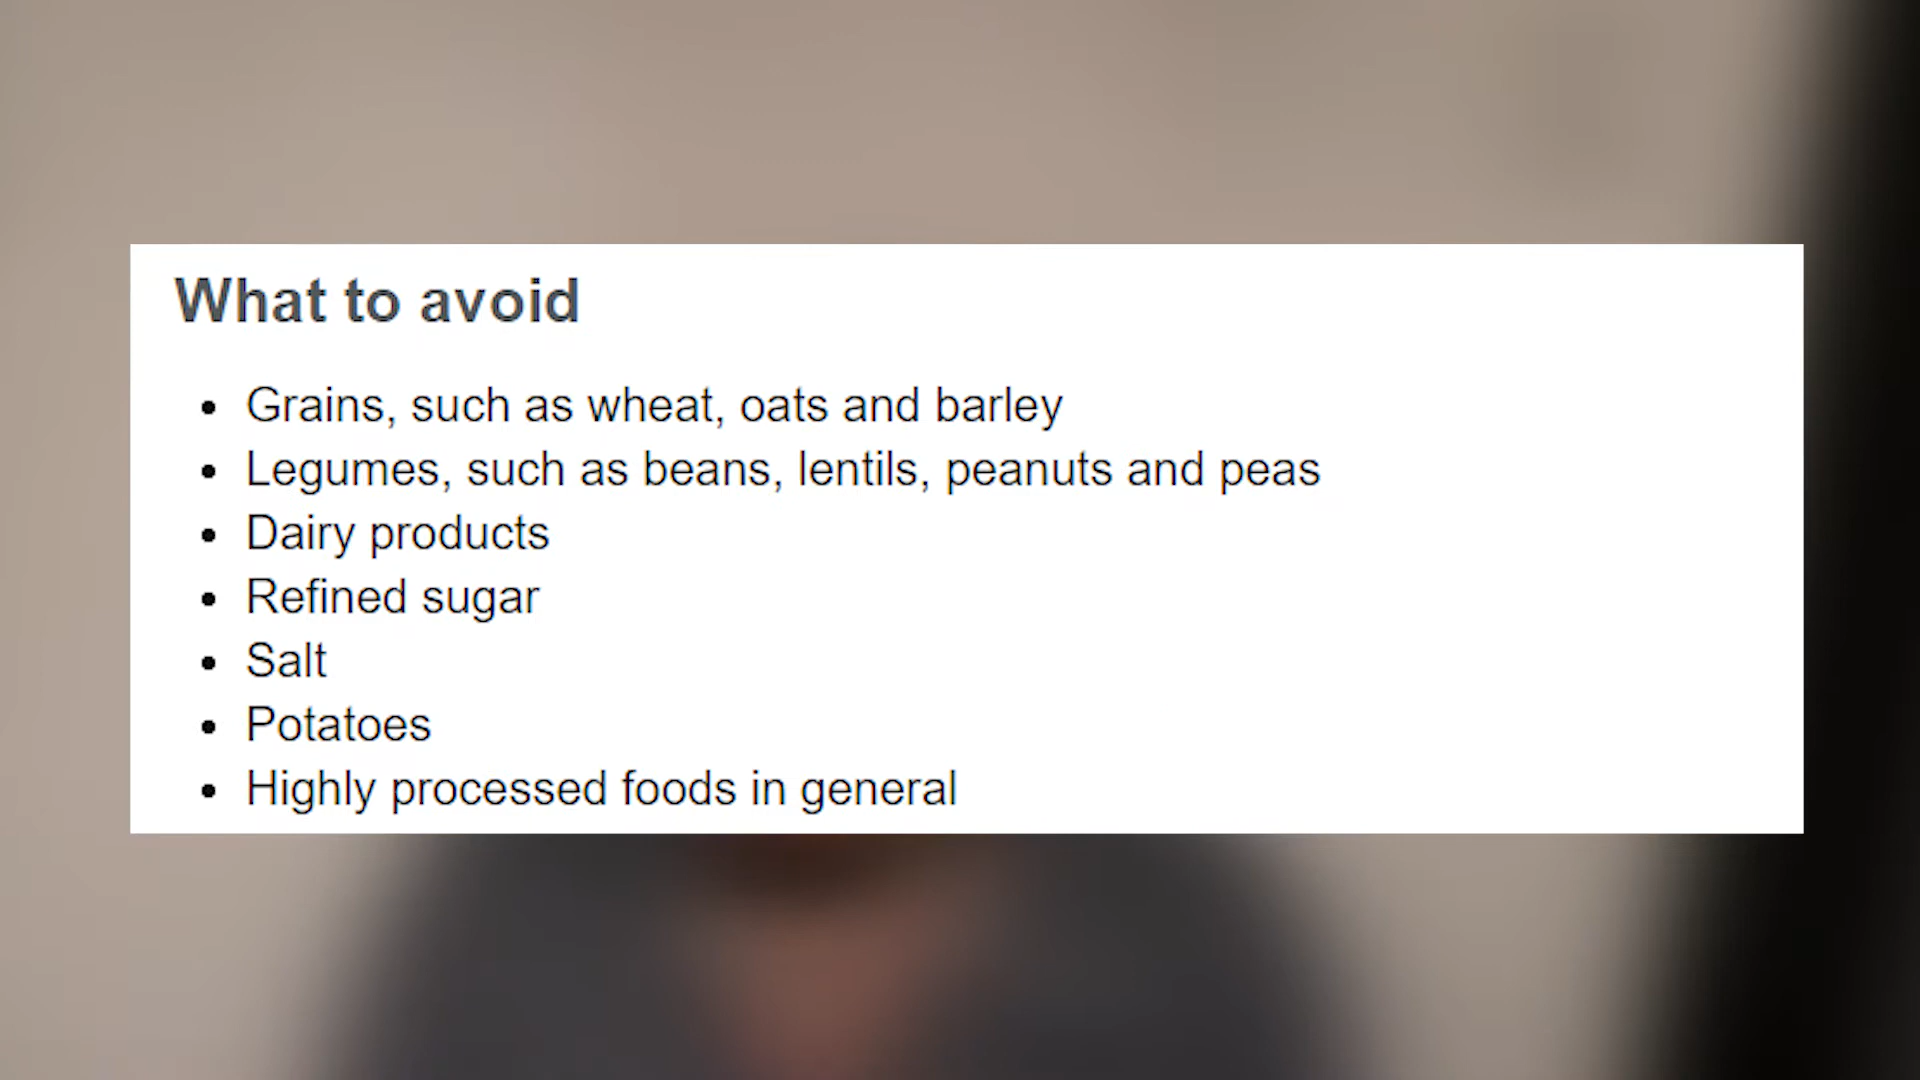 What to avoid
• Grains, such as wheat, oats and barley
• Legumes, such as beans, lentils, peanuts and peas
• Dairy products
• Refined sugar
• Salt
• Potatoes
• Highly processed foods in general